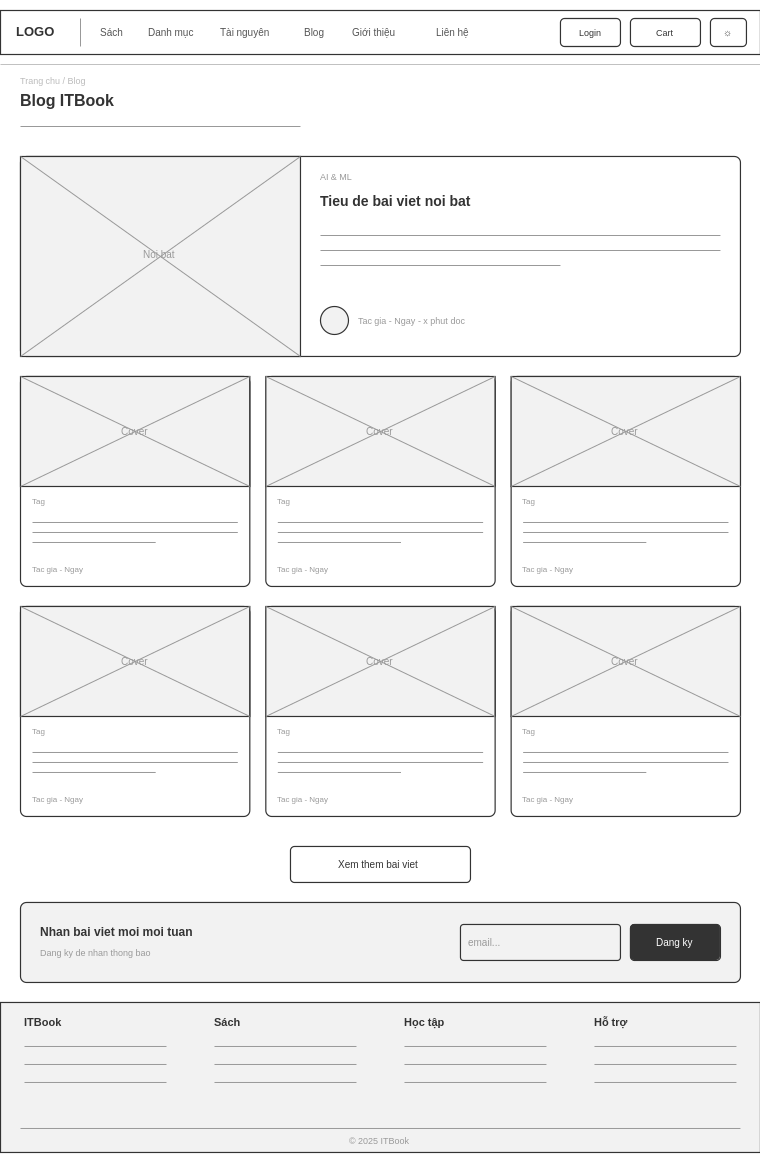 LOGO Sách Danh mục Tài nguyên Blog Giới thiệu Liên hệ Login Cart ☼
Trang chu / Blog
Blog ITBook
Noi bat
AI & ML
Tieu de bai viet noi bat
Tac gia - Ngay - x phut doc
Cover Cover Cover
Tag Tag Tag
Tac gia - Ngay Tac gia - Ngay Tac gia - Ngay
Cover Cover Cover
Tag Tag Tag
Tac gia - Ngay Tac gia - Ngay Tac gia - Ngay
Xem them bai viet
Nhan bai viet moi moi tuan
Dang ky de nhan thong bao
email...
Dang ky
ITBook Sách Học tập Hỗ trợ
© 2025 ITBook